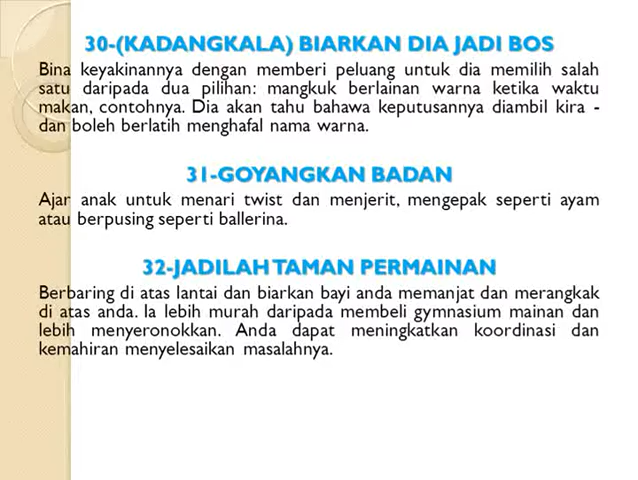 30-(KADANGKALA) BIARKAN DIA JADI BOS
Bina keyakinannya dengan memberi peluang untuk dia memilih salah
satu daripada dua pilihan: mangkuk berlainan warna ketika waktu
makan, contohnya. Dia akan tahu bahawa keputusannya diambil kira -
dan boleh berlatih menghafal nama warna.
31-GOYANGKAN BADAN
Ajar anak untuk menari twist dan menjerit, mengepak seperti ayam
atau berpusing seperti ballerina.
32-JADILAH TAMAN PERMAINAN
Berbaring di atas lantai dan biarkan bayi anda memanjat dan merangkak
di atas anda. Ia lebih murah daripada membeli gymnasium mainan dan
lebih menyeronokkan. Anda dapat meningkatkan koordinasi dan
kemahiran menyelesaikan masalahnya.